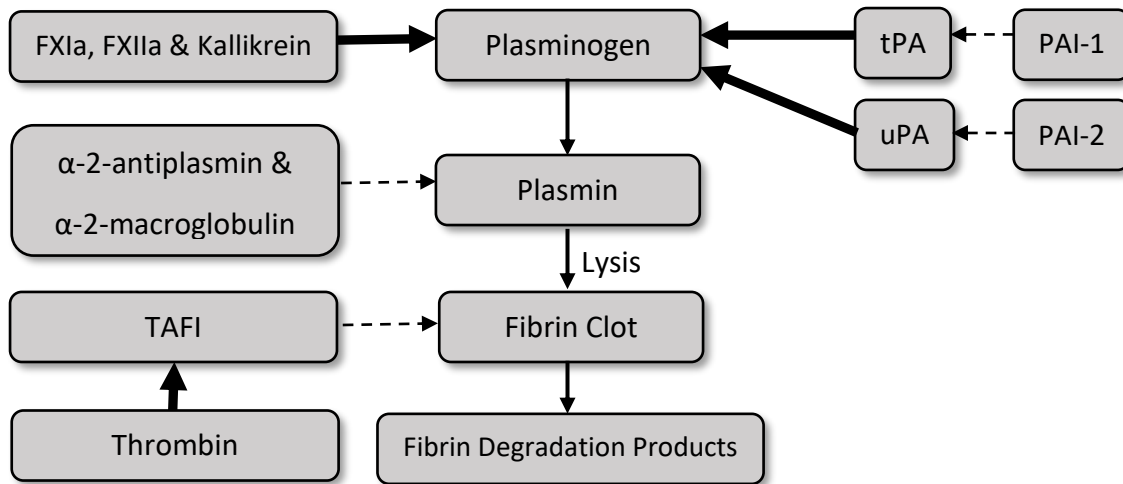 FXIa, FXIIa & Kallikrein
Plasminogen
tPA
PAI-1
uPA
PAI-2
α-2-antiplasmin &
α-2-macroglobulin
Plasmin
Lysis
TAFI
Fibrin Clot
Thrombin
Fibrin Degradation Products